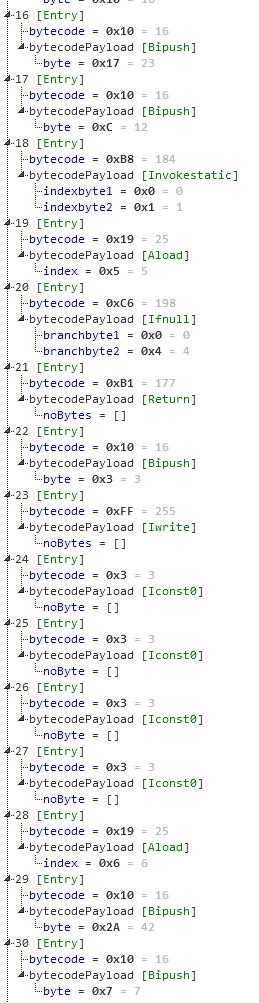 byte = 0x10 = 16
16 [Entry]
bytecode = 0x10 = 16
bytecodePayload [Bipush]
byte = 0x17 = 23
17 [Entry]
bytecode = 0x10 = 16
bytecodePayload [Bipush]
byte = 0xC = 12
18 [Entry]
bytecode = 0xB8 = 184
bytecodePayload [Invokestatic]
indexbyte1 = 0x0 = 0
indexbyte2 = 0x1 = 1
19 [Entry]
bytecode = 0x19 = 25
bytecodePayload [Aload]
index = 0x5 = 5
20 [Entry]
bytecode = 0xC6 = 198
bytecodePayload [Ifnull]
branchbyte1 = 0x0 = 0
branchbyte2 = 0x4 = 4
21 [Entry]
bytecode = 0xB1 = 177
bytecodePayload [Return]
noBytes = []
22 [Entry]
bytecode = 0x10 = 16
bytecodePayload [Bipush]
byte = 0x3 = 3
23 [Entry]
bytecode = 0xFF = 255
bytecodePayload [Iwrite]
noBytes = []
24 [Entry]
bytecode = 0x3 = 3
bytecodePayload [Iconst0]
noByte = []
25 [Entry]
bytecode = 0x3 = 3
bytecodePayload [Iconst0]
noByte = []
26 [Entry]
bytecode = 0x3 = 3
bytecodePayload [Iconst0]
noByte = []
27 [Entry]
bytecode = 0x3 = 3
bytecodePayload [Iconst0]
noByte = []
28 [Entry]
bytecode = 0x19 = 25
bytecodePayload [Aload]
index = 0x6 = 6
29 [Entry]
bytecode = 0x10 = 16
bytecodePayload [Bipush]
byte = 0x2A = 42
30 [Entry]
bytecode = 0x10 = 16
bytecodePayload [Bipush]
byte = 0x7 = 7